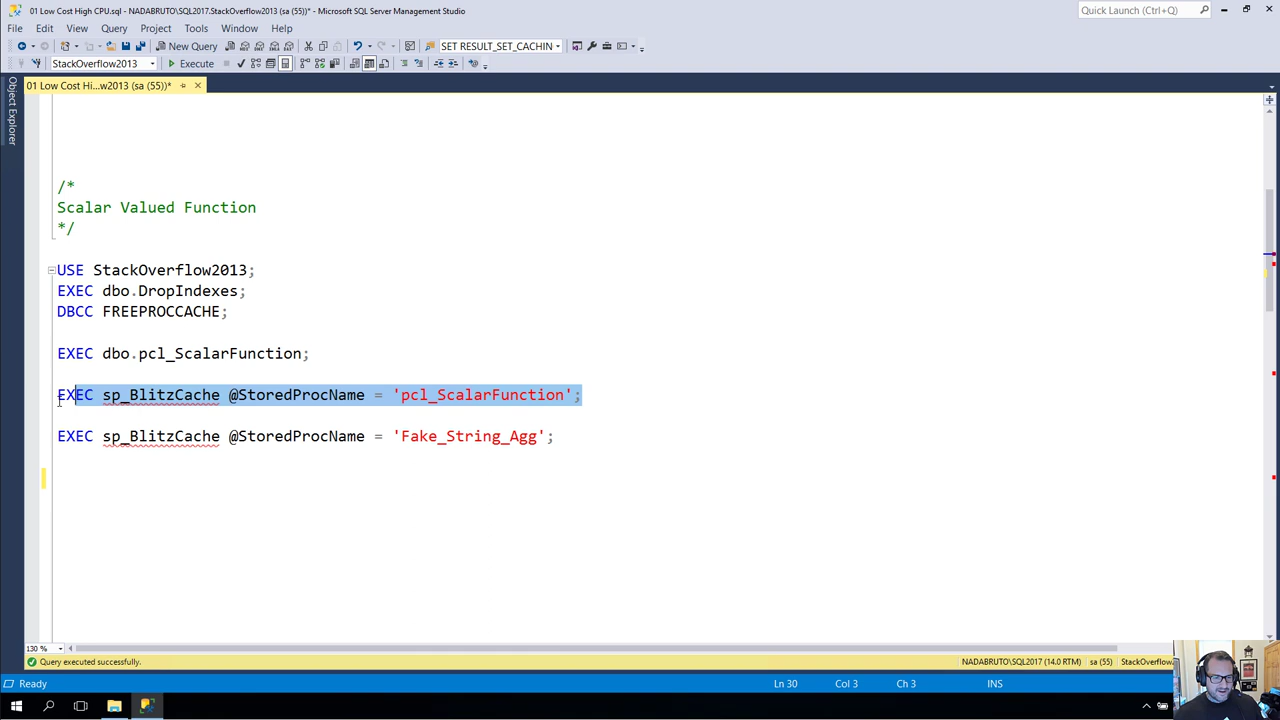 01 Low Cost High CPU.sql - NADABRUTO\SQL2017.StackOverflow2013 (sa (55))* - Microsoft SQL Server Management Studio
Quick Launch (Ctrl+Q)
File Edit View Query Project Tools Window Help
New Query
SET RESULT_SET_CACHIN
StackOverflow2013
Execute
01 Low Cost Hi...w2013 (sa (55))*
Object Explorer
/*
Scalar Valued Function
*/
USE StackOverflow2013;
EXEC dbo.DropIndexes;
DBCC FREEPROCCACHE;
EXEC dbo.pcl_ScalarFunction;
EXEC sp_BlitzCache @StoredProcName = 'pcl_ScalarFunction';
EXEC sp_BlitzCache @StoredProcName = 'Fake_String_Agg';
130 %
Query executed successfully.
NADABRUTO\SQL2017 (14.0 RTM)
sa (55)
StackOverflow
Ready
Ln 30
Col 3
Ch 3
INS